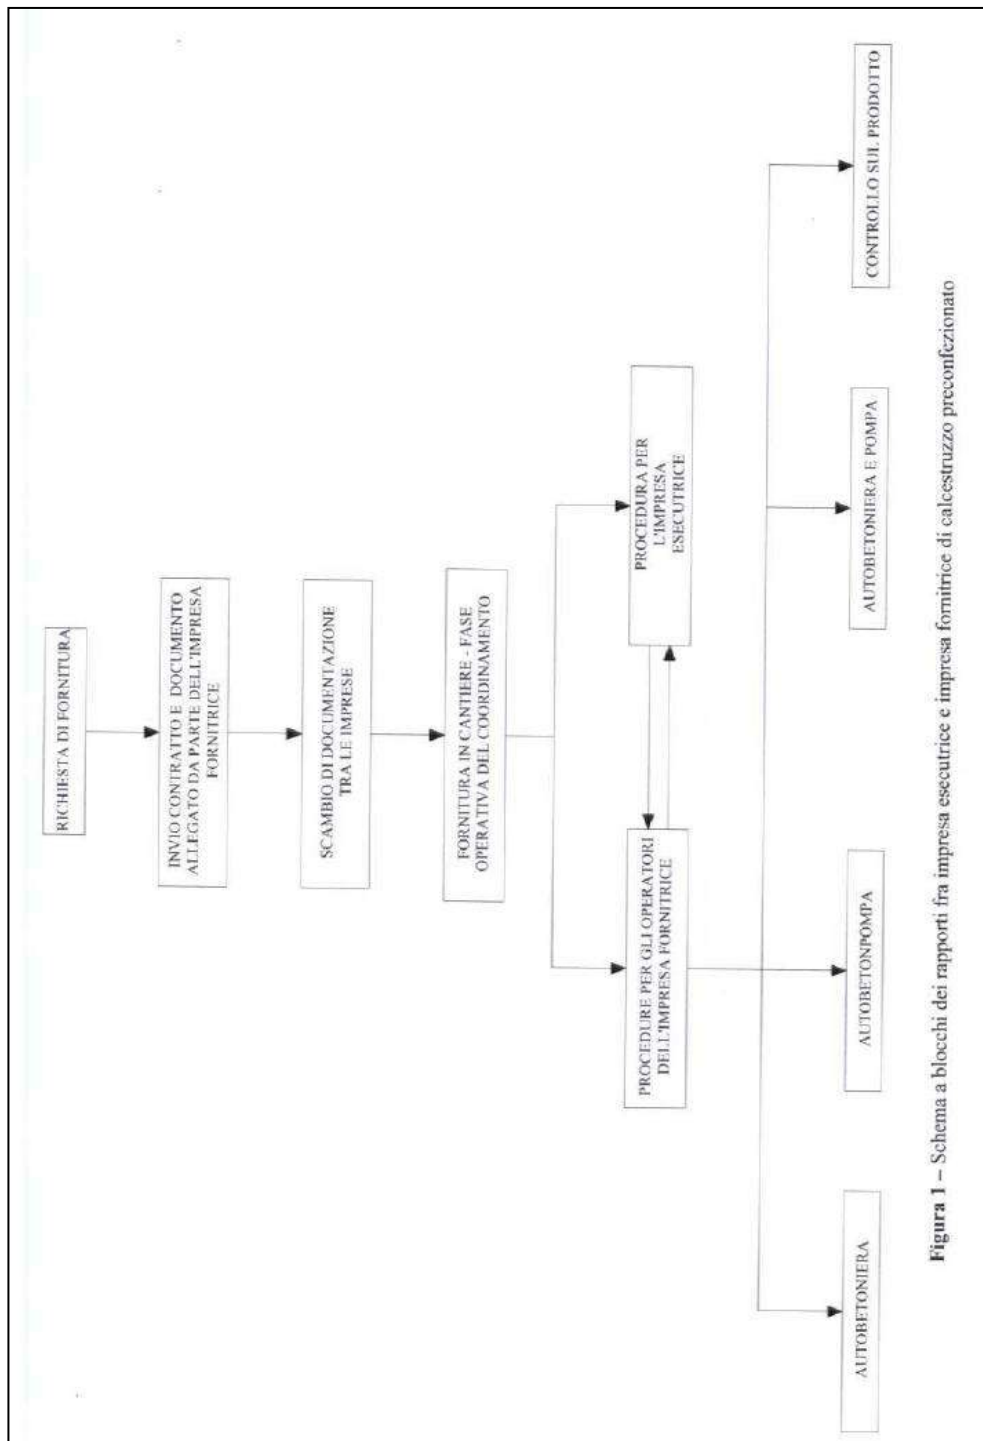 RICHIESTA DI FORNITURA
INVIO CONTRATTO E DOCUMENTO
ALLEGATO DA PARTE DELL'IMPRESA
FORNITRICE
SCAMBIO DI DOCUMENTAZIONE
TRA LE IMPRESE
FORNITURA IN CANTIERE - FASE
OPERATIVA DEL COORDINAMENTO
PROCEDURE PER GLI OPERATORI
DELL'IMPRESA FORNITRICE
PROCEDURA PER
L'IMPRESA
ESECUTRICE
AUTOBETONIERA
AUTOBETONPOMPA
AUTOBETONIERA E POMPA
CONTROLLO SUL PRODOTTO
Figura 1 – Schema a blocchi dei rapporti fra impresa esecutrice e impresa fornitrice di calcestruzzo preconfezionato